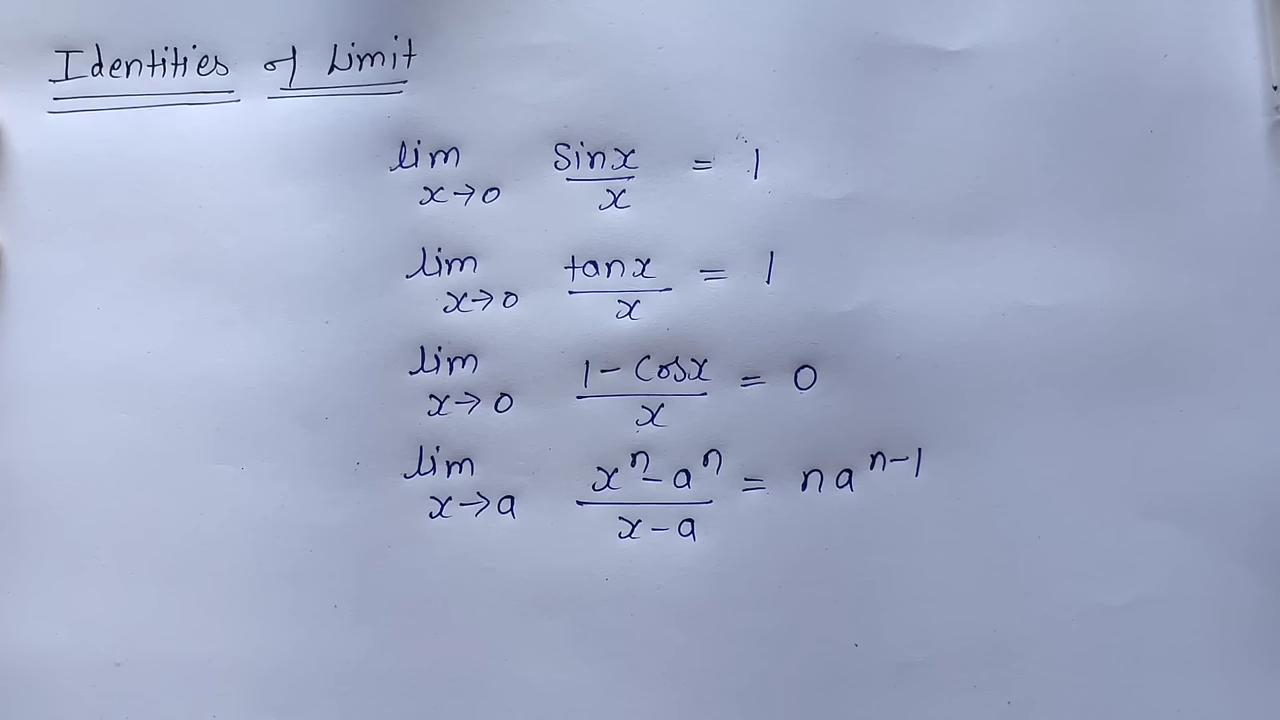 Identities of Limit
lim x→0 sinx/x = 1
lim x→0 tanx/x = 1
lim x→0 1-cosx/x = 0
lim x→a xⁿ-aⁿ/x-a = naⁿ⁻¹